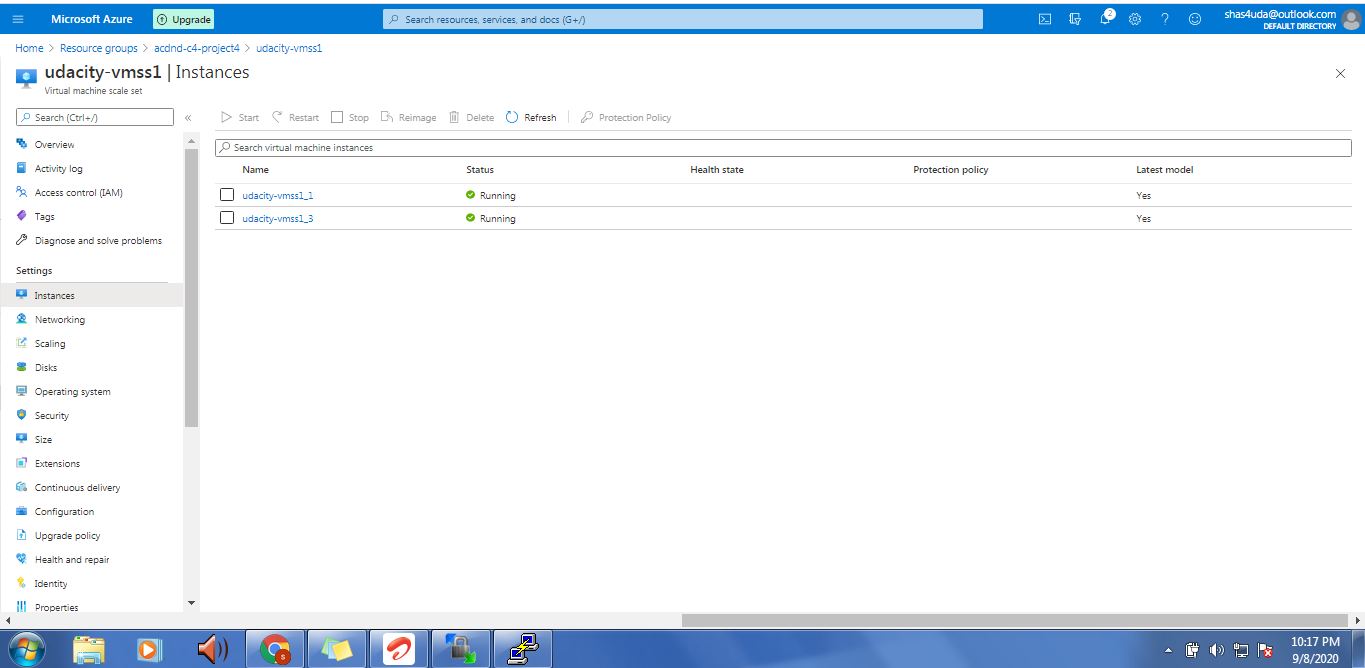 Microsoft Azure
Upgrade
Search resources, services, and docs (G+/)
2
shas4uda@outlook.com
DEFAULT DIRECTORY
Home > Resource groups > acdnd-c4-project4 > udacity-vmss1
udacity-vmss1 | Instances
Virtual machine scale set
Search (Ctrl+/)
«
Start Restart Stop Reimage Delete Refresh Protection Policy
Overview
Activity log
Access control (IAM)
Tags
Diagnose and solve problems
Settings
Instances
Networking
Scaling
Disks
Operating system
Security
Size
Extensions
Continuous delivery
Configuration
Upgrade policy
Health and repair
Identity
Properties
Search virtual machine instances
Name Status Health state Protection policy Latest model
udacity-vmss1_1 Running Yes
udacity-vmss1_3 Running Yes
10:17 PM
9/8/2020